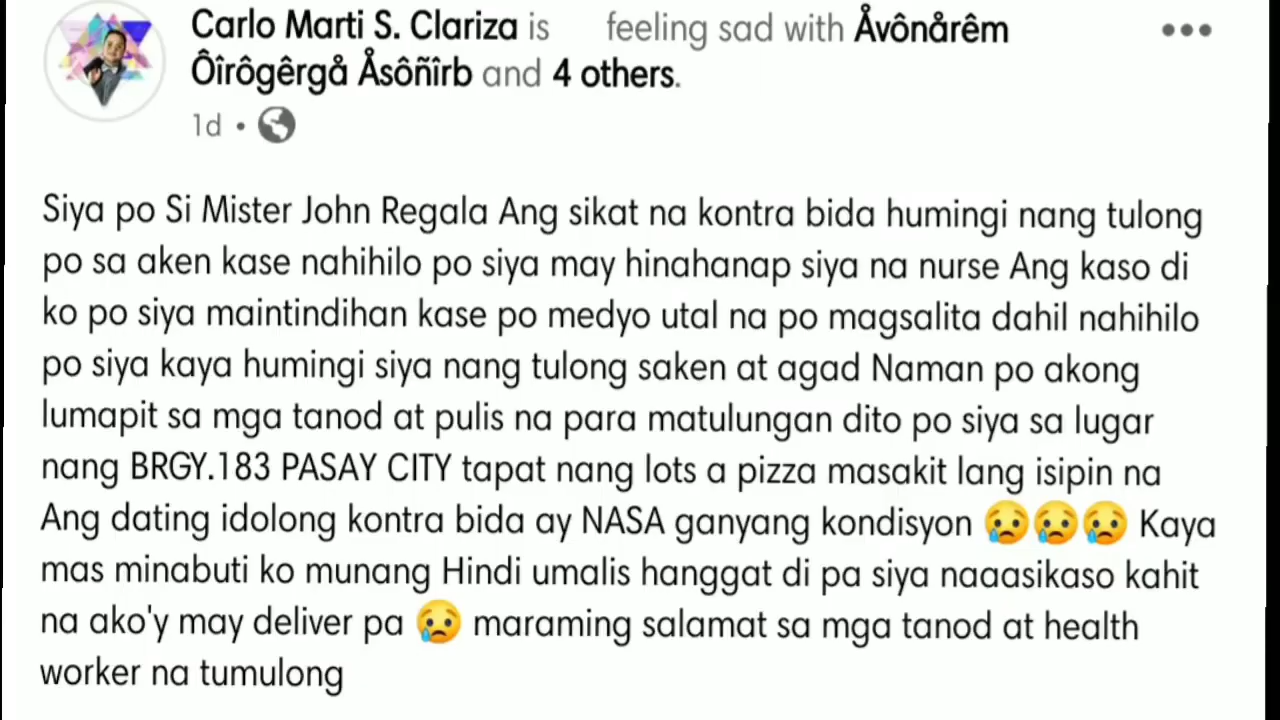 Carlo Marti S. Clariza is feeling sad with Åvônårêm
Ôîrôgêrgå Åsôñîrb and 4 others.
1d •
Siya po Si Mister John Regala Ang sikat na kontra bida humingi nang tulong
po sa aken kase nahihilo po siya may hinahanap siya na nurse Ang kaso di
ko po siya maintindihan kase po medyo utal na po magsalita dahil nahihilo
po siya kaya humingi siya nang tulong saken at agad Naman po akong
lumapit sa mga tanod at pulis na para matulungan dito po siya sa lugar
nang BRGY.183 PASAY CITY tapat nang lots a pizza masakit lang isipin na
Ang dating idolong kontra bida ay NASA ganyang kondisyon 😢😢😢 Kaya
mas minabuti ko munang Hindi umalis hanggat di pa siya naaasikaso kahit
na ako'y may deliver pa 😢 maraming salamat sa mga tanod at health
worker na tumulong